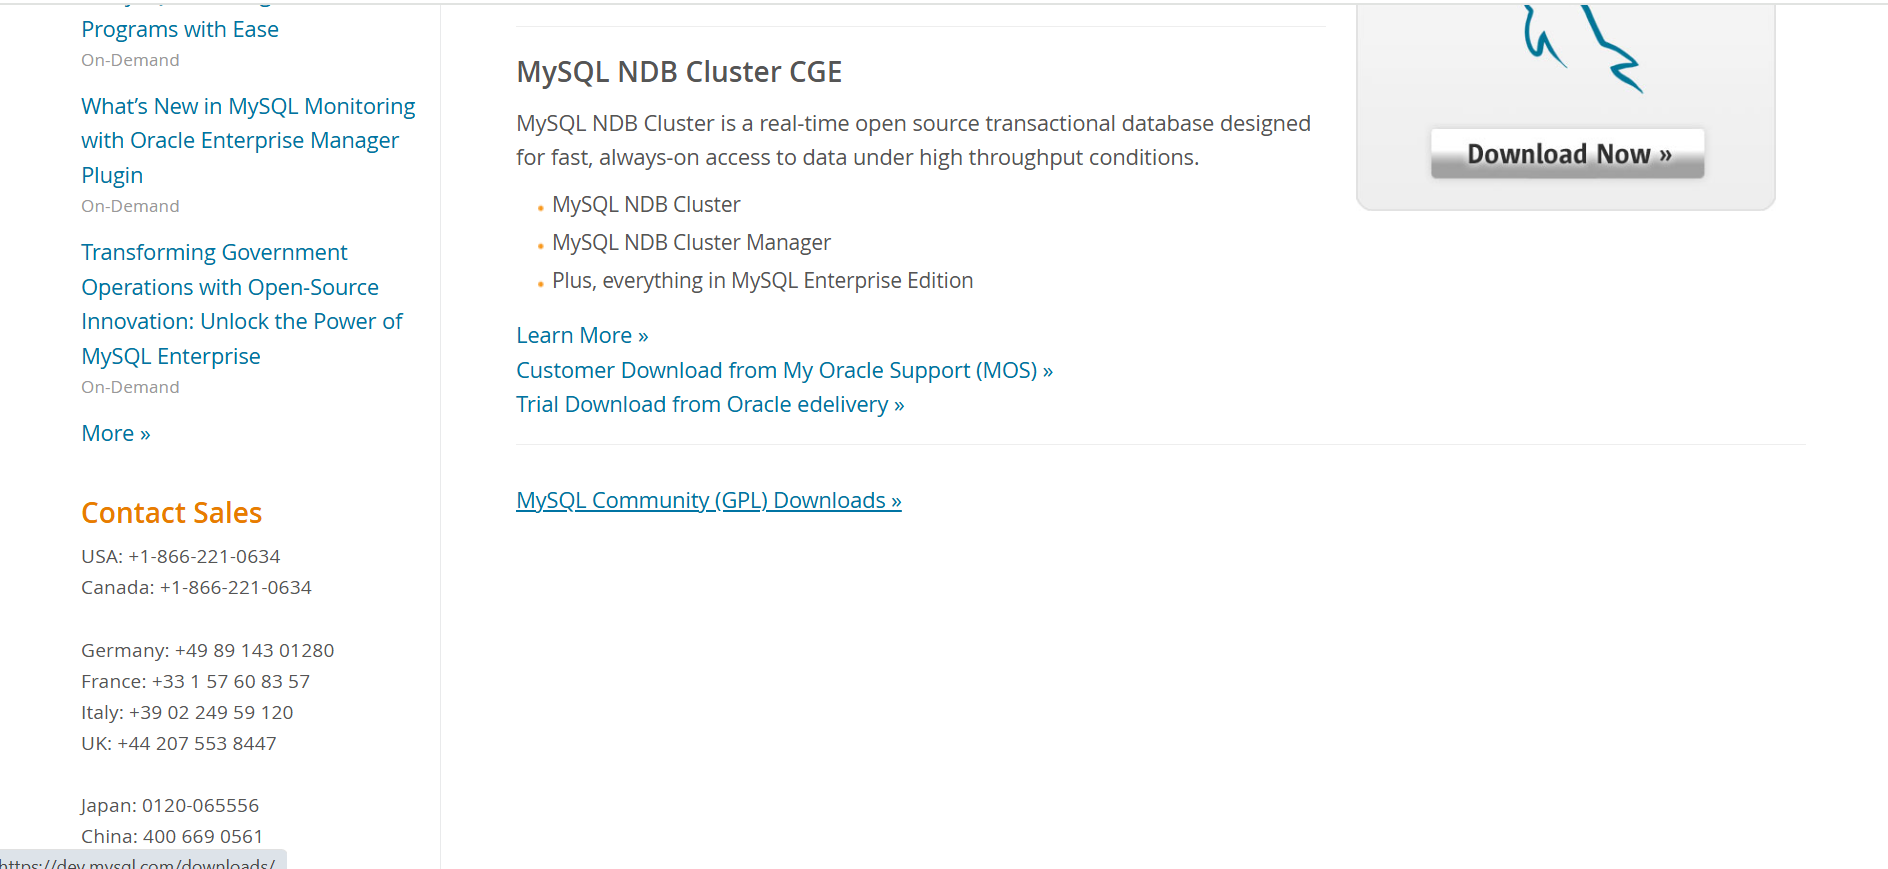 Programs with Ease
On-Demand
What's New in MySQL Monitoring
with Oracle Enterprise Manager
Plugin
On-Demand
Transforming Government
Operations with Open-Source
Innovation: Unlock the Power of
MySQL Enterprise
On-Demand
More »
Contact Sales
USA: +1-866-221-0634
Canada: +1-866-221-0634
Germany: +49 89 143 01280
France: +33 1 57 60 83 57
Italy: +39 02 249 59 120
UK: +44 207 553 8447
Japan: 0120-065556
China: 400 669 0561
https://dev.mysql.com/downloads/
MySQL NDB Cluster CGE
MySQL NDB Cluster is a real-time open source transactional database designed
for fast, always-on access to data under high throughput conditions.
MySQL NDB Cluster
MySQL NDB Cluster Manager
Plus, everything in MySQL Enterprise Edition
Learn More »
Customer Download from My Oracle Support (MOS) »
Trial Download from Oracle edelivery »
MySQL Community (GPL) Downloads »
Download Now »